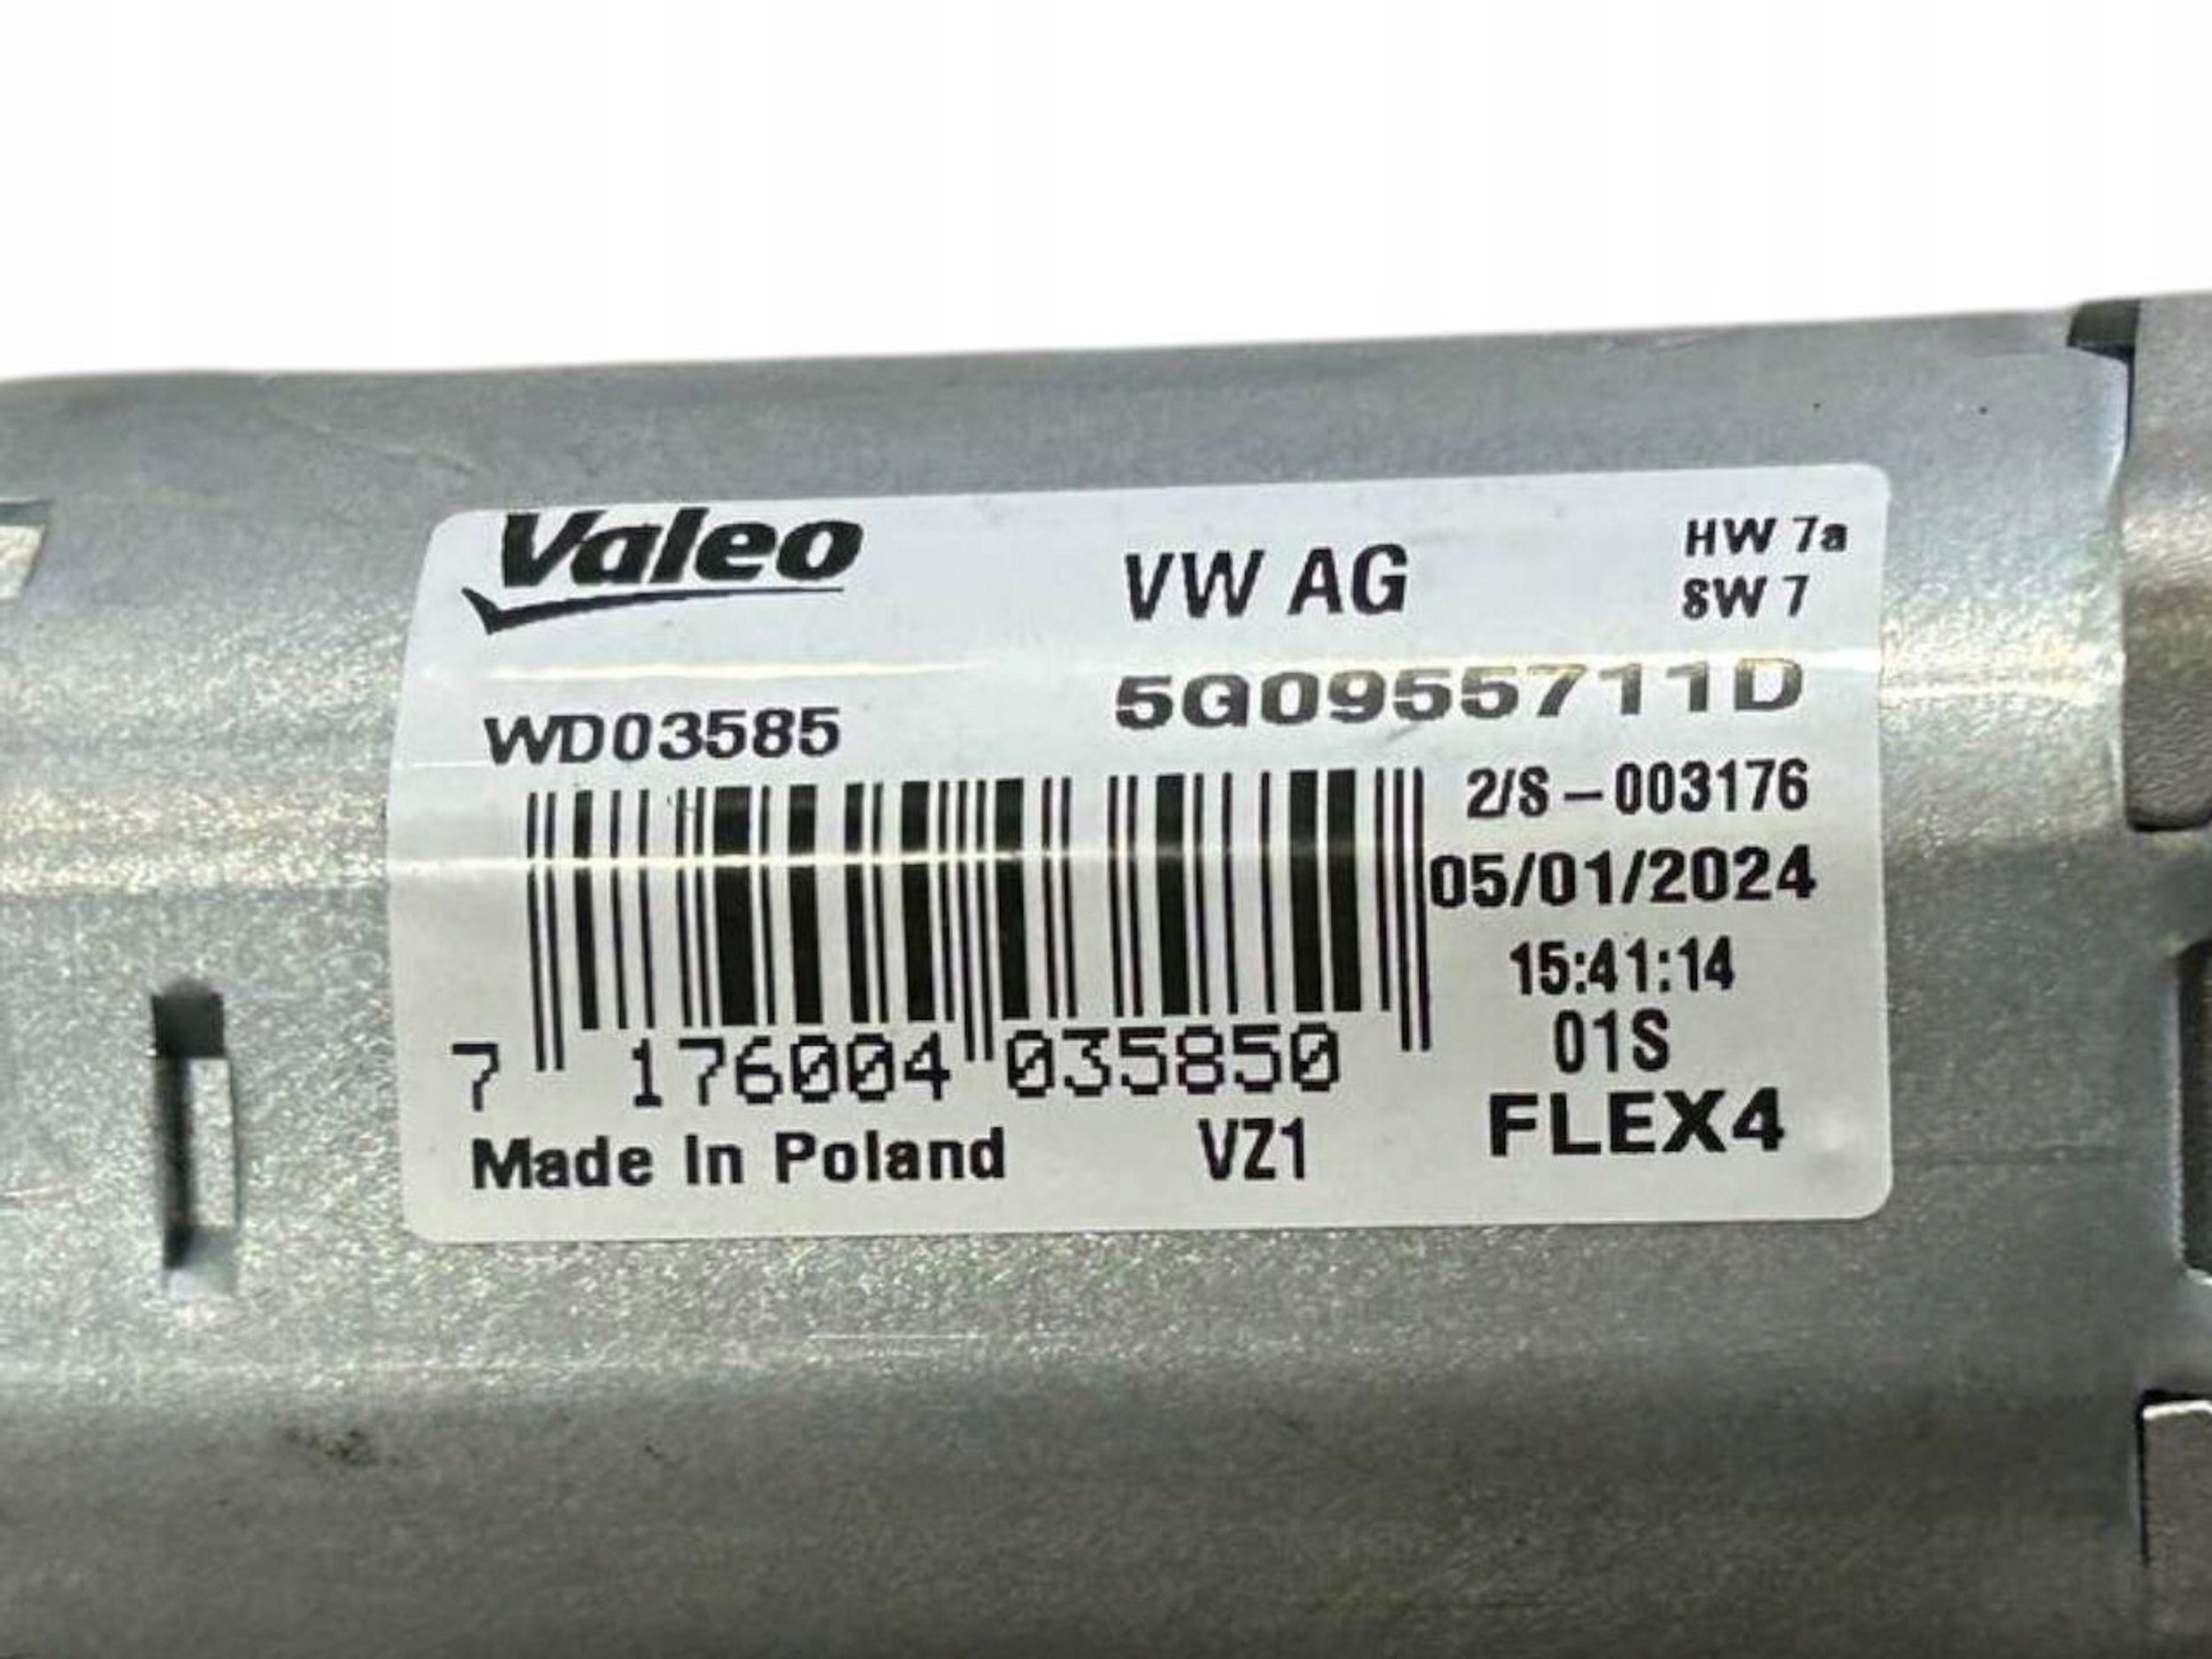 Valeo
VW AG
HW 7a
SW 7
WD03585
5G0955711D
2/S – 003176
05/01/2024
15:41:14
01S
7 176004 035850
Made In Poland
VZ1
FLEX4